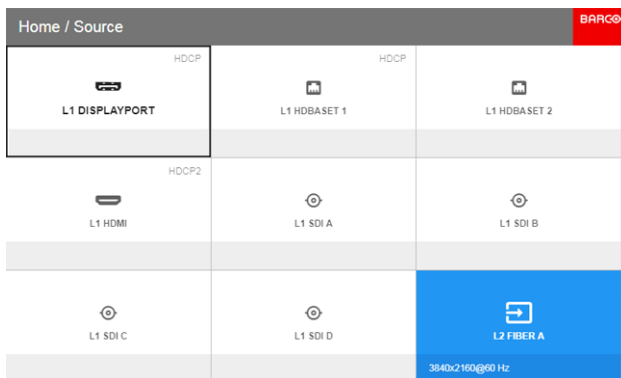 Home / Source
BARCO
HDCP
HDCP
L1 DISPLAYPORT
L1 HDBASET 1
L1 HDBASET 2
HDCP2
L1 HDMI
L1 SDI A
L1 SDI B
L1 SDI C
L1 SDI D
L2 FIBER A
3840x2160@60 Hz